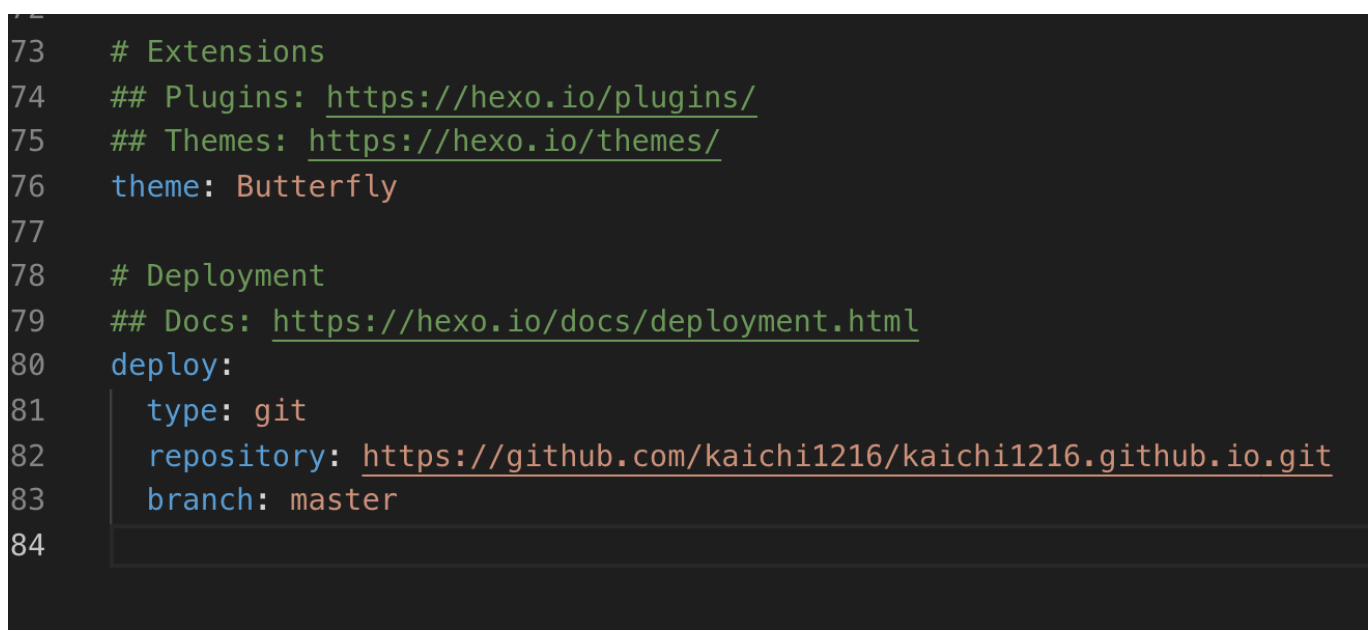 73 # Extensions
74 ## Plugins: https://hexo.io/plugins/
75 ## Themes: https://hexo.io/themes/
76 theme: Butterfly
77
78 # Deployment
79 ## Docs: https://hexo.io/docs/deployment.html
80 deploy:
81 type: git
82 repository: https://github.com/kaichi1216/kaichi1216.github.io.git
83 branch: master
84